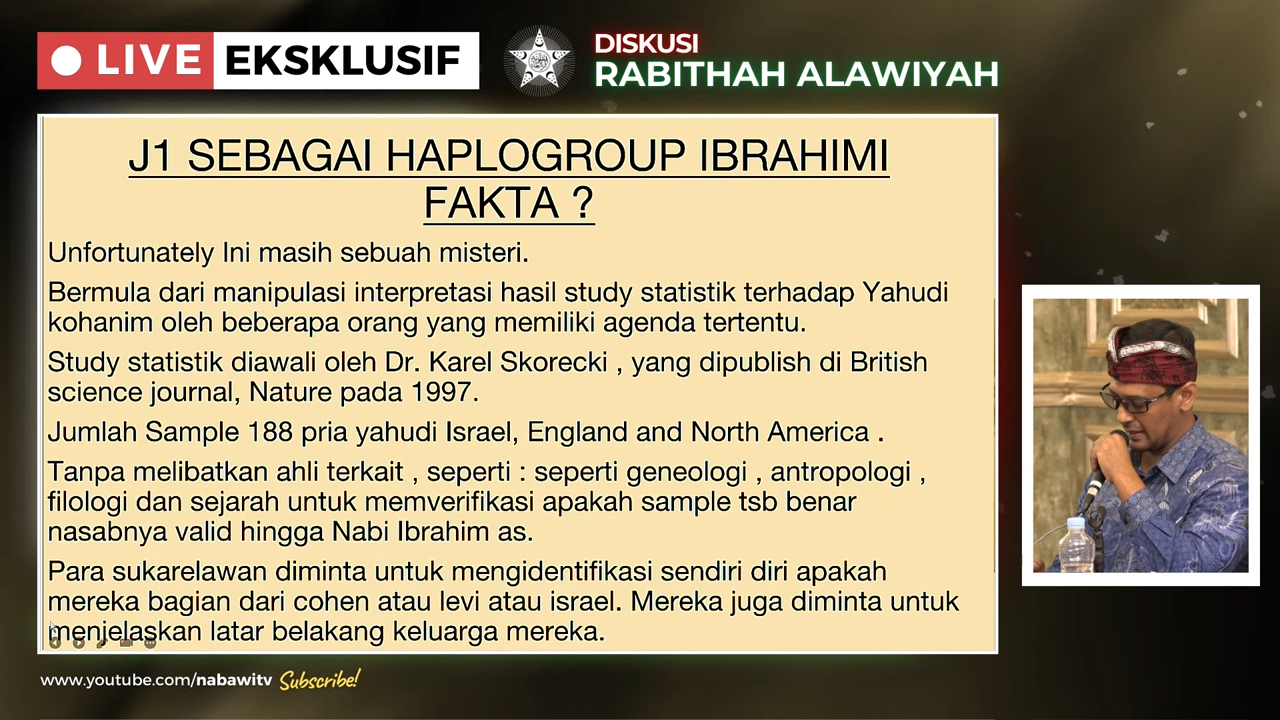 LIVE EKSKLUSIF
DISKUSI
RABITHAH ALAWIYAH
J1 SEBAGAI HAPLOGROUP IBRAHIMI
FAKTA ?
Unfortunately Ini masih sebuah misteri.
Bermula dari manipulasi interpretasi hasil study statistik terhadap Yahudi
kohanim oleh beberapa orang yang memiliki agenda tertentu.
Study statistik diawali oleh Dr. Karel Skorecki , yang dipublish di British
science journal, Nature pada 1997.
Jumlah Sample 188 pria yahudi Israel, England and North America .
Tanpa melibatkan ahli terkait , seperti : seperti geneologi , antropologi ,
filologi dan sejarah untuk memverifikasi apakah sample tsb benar
nasabnya valid hingga Nabi Ibrahim as.
Para sukarelawan diminta untuk mengidentifikasi sendiri diri apakah
mereka bagian dari cohen atau levi atau israel. Mereka juga diminta untuk
menjelaskan latar belakang keluarga mereka.
www.youtube.com/nabawitv Subscribe!